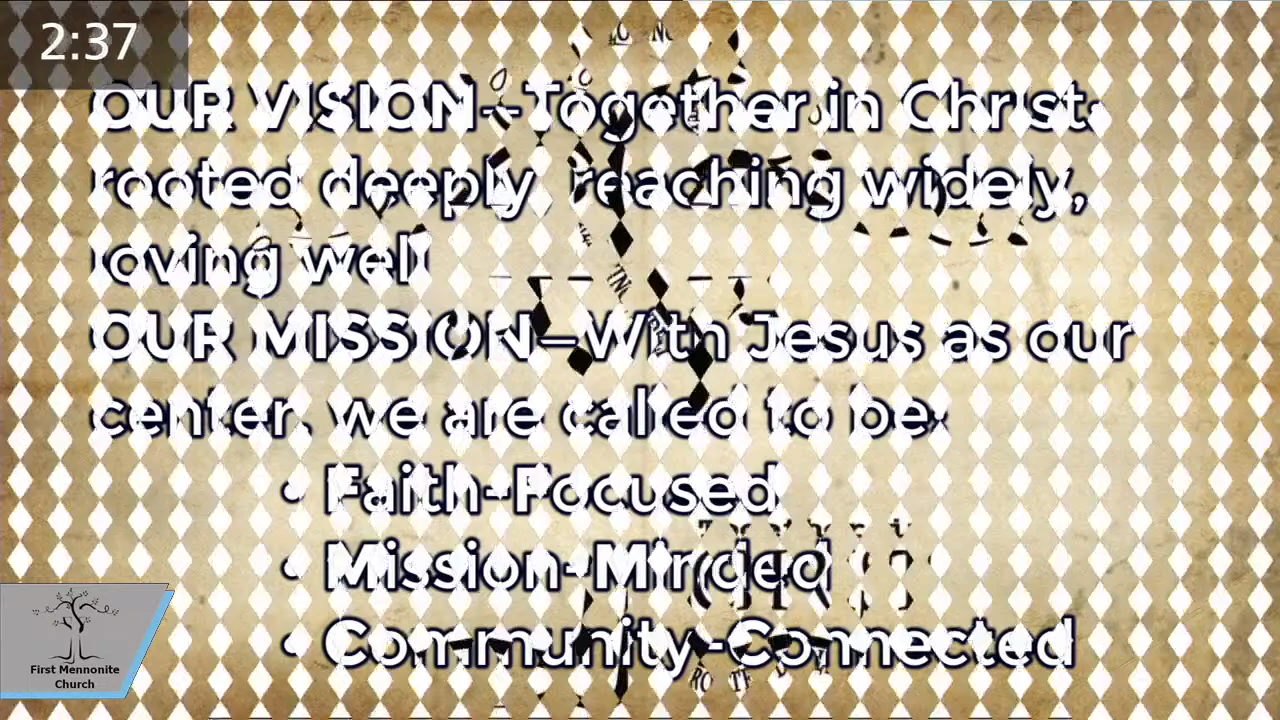 2:37
OUR VISION–Together in Christ:
rooted deeply, reaching widely,
loving well
OUR MISSION–With Jesus as our
center, we are called to be:
• Faith-Focused
• Mission-Minded
• Community-Connected
First Mennonite
Church